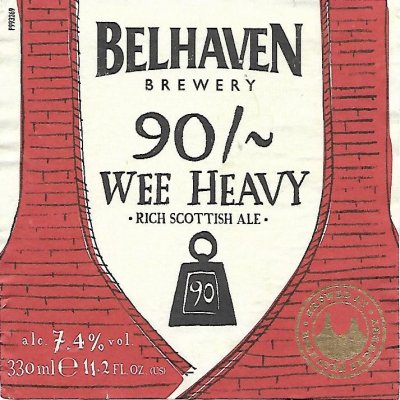 P993269
BELHAVEN
BREWERY
90/~
WEE HEAVY
· RICH SCOTTISH ALE ·
90
alc. 7.4% vol.
330 ml e 11·2 FL. OZ. (US)